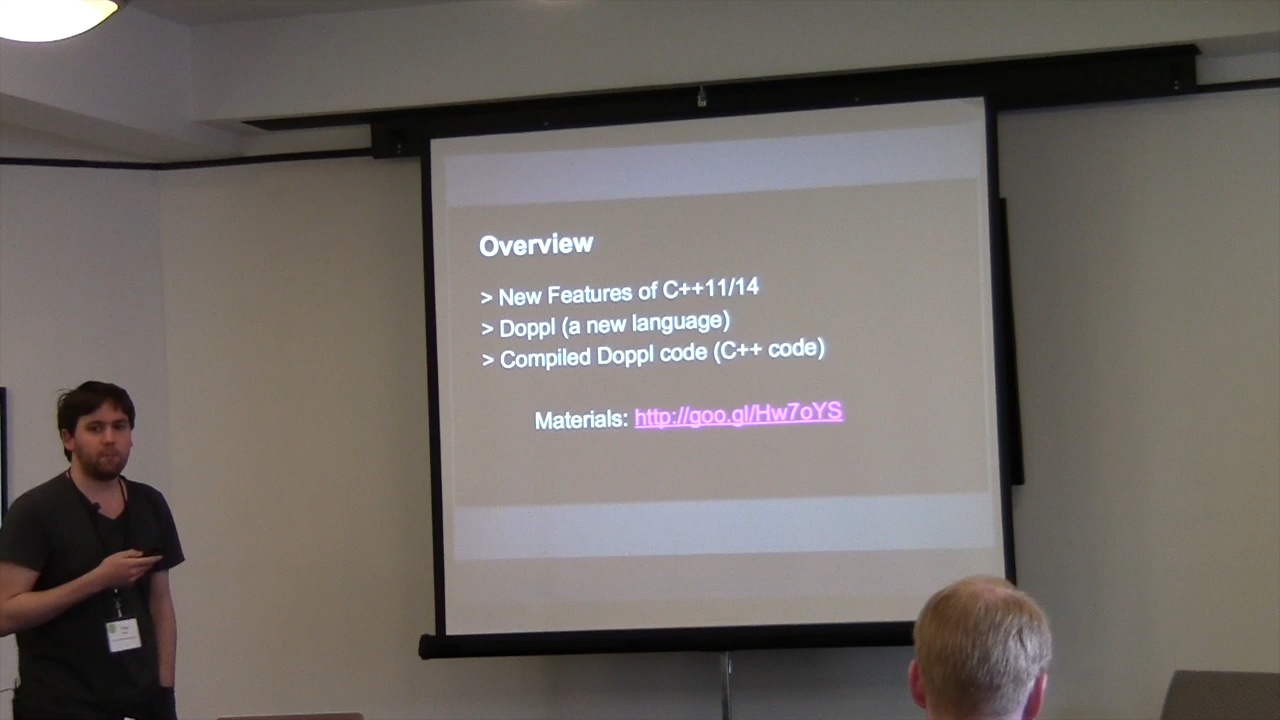 Overview
> New Features of C++11/14
> Doppl (a new language)
> Compiled Doppl code (C++ code)
Materials: http://goo.gl/Hw7oYS